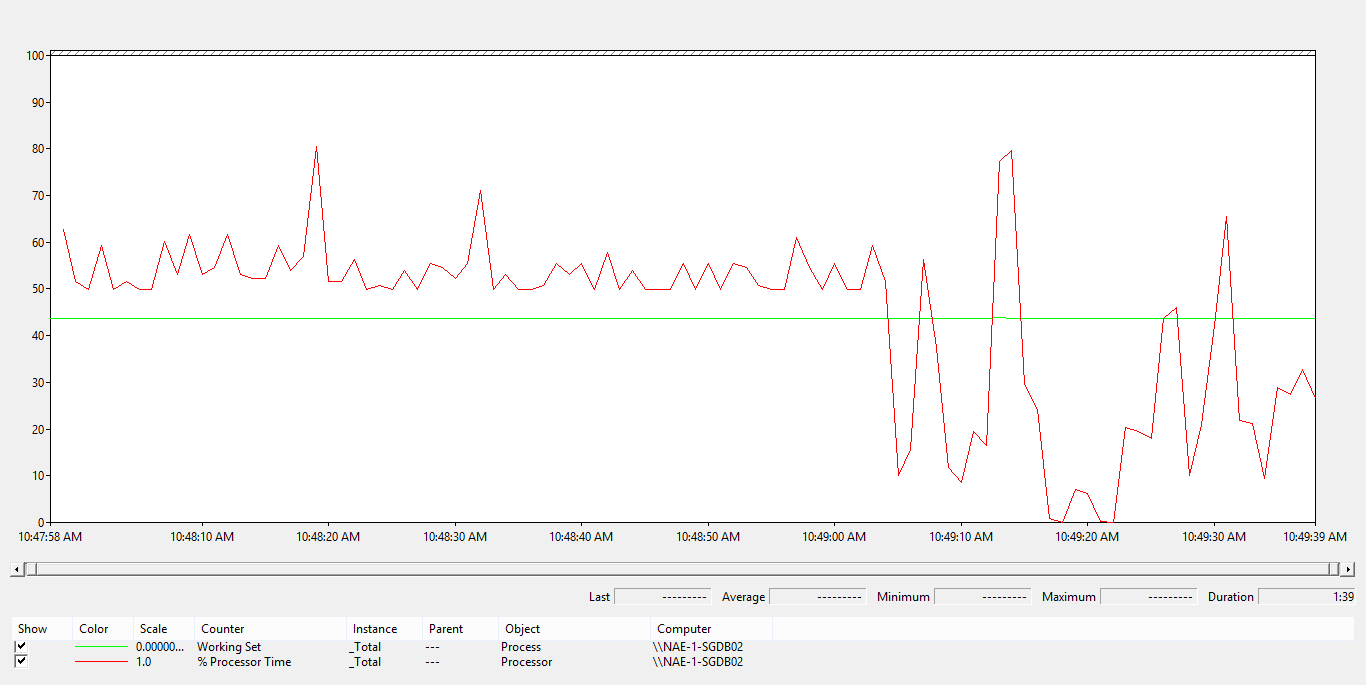 100
90
80
70
60
50
40
30
20
10
0
10:47:58 AM 10:48:10 AM 10:48:20 AM 10:48:30 AM 10:48:40 AM 10:48:50 AM 10:49:00 AM 10:49:10 AM 10:49:20 AM 10:49:30 AM 10:49:39 AM
Last --------- Average --------- Minimum --------- Maximum --------- Duration 1:39
Show Color Scale Counter Instance Parent Object Computer
0.00000... Working Set _Total --- Process \\NAE-1-SGDB02
1.0 % Processor Time _Total --- Processor \\NAE-1-SGDB02